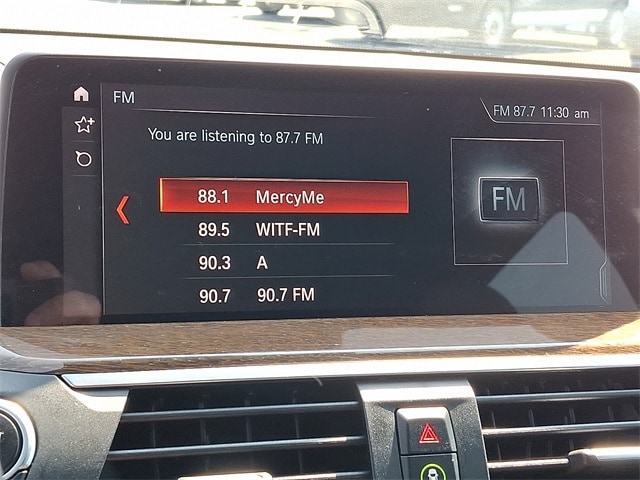 FM
FM 87.7 11:30 am
You are listening to 87.7 FM
88.1 MercyMe
FM
89.5 WITF-FM
90.3 A
90.7 90.7 FM